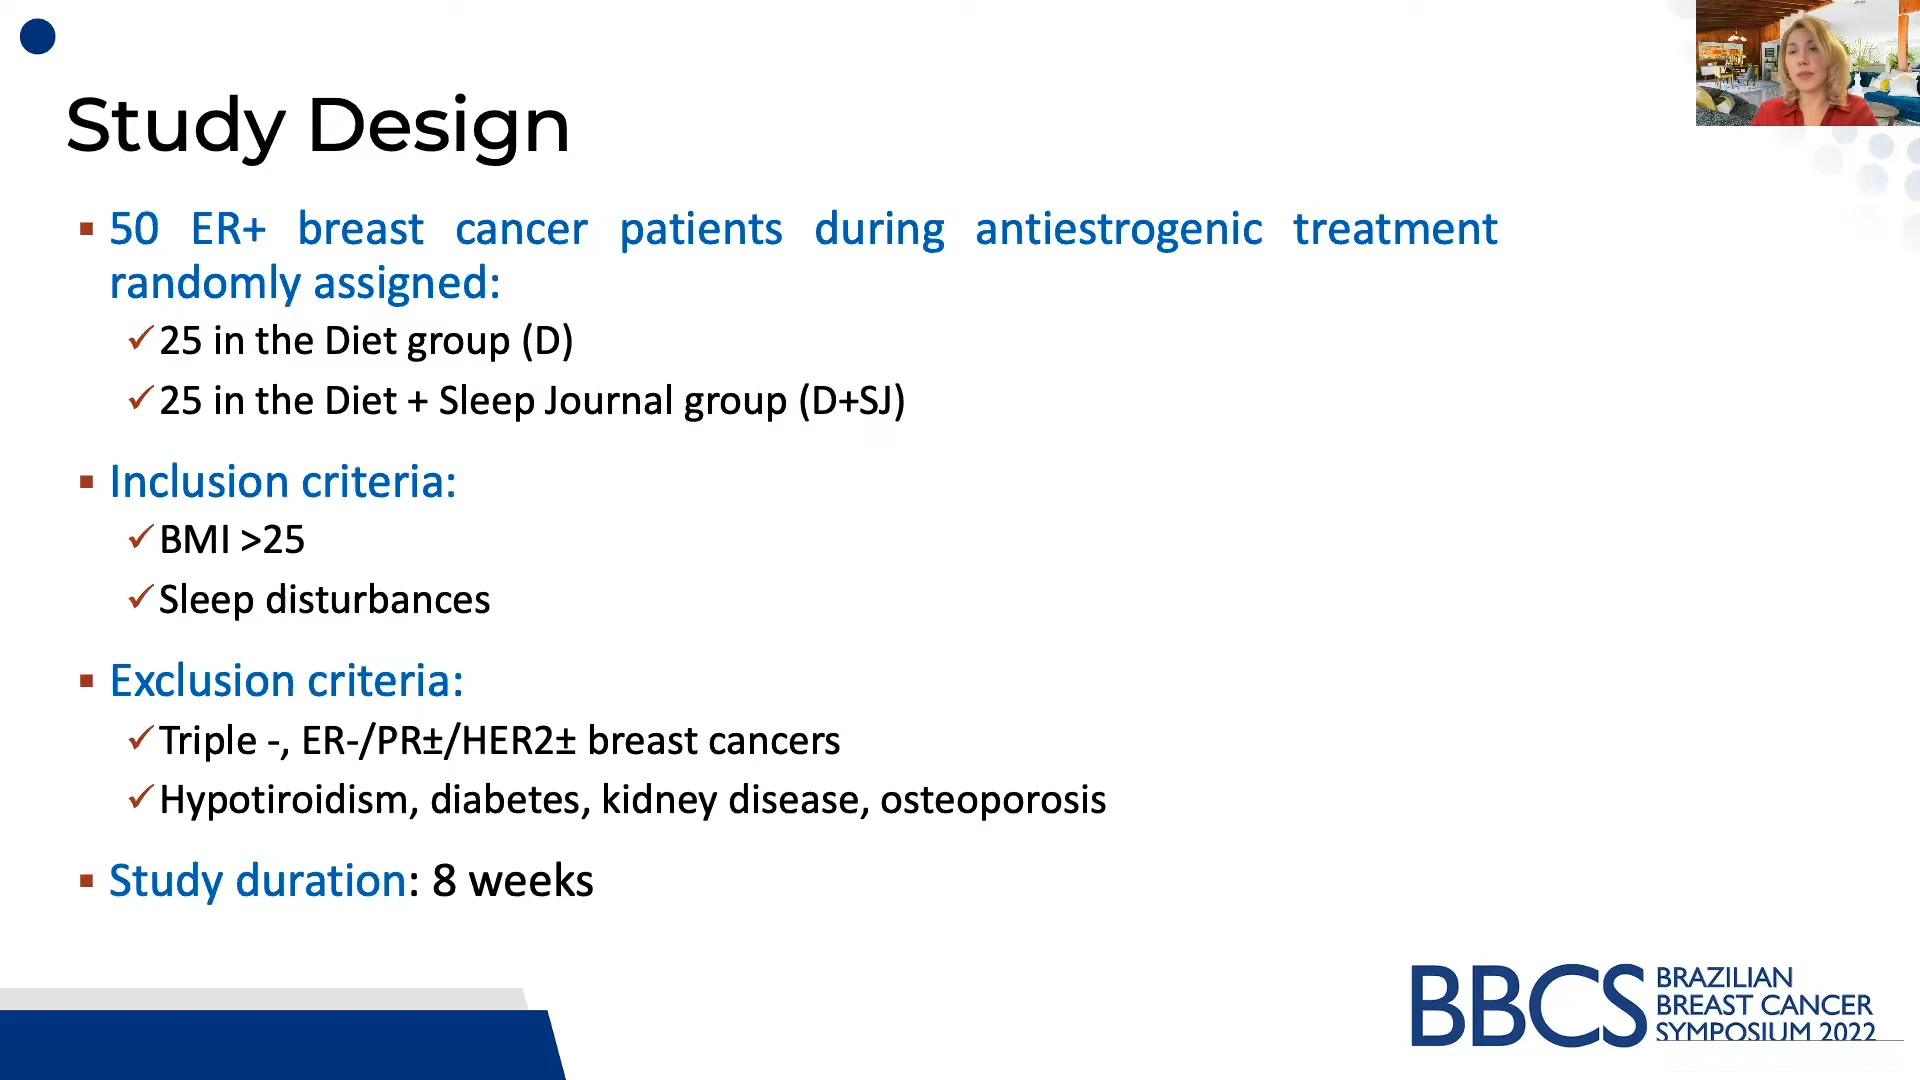 Study Design
▪ 50 ER+ breast cancer patients during antiestrogenic treatment
randomly assigned:
✓25 in the Diet group (D)
✓25 in the Diet + Sleep Journal group (D+SJ)
▪ Inclusion criteria:
✓BMI >25
✓Sleep disturbances
▪ Exclusion criteria:
✓Triple -, ER-/PR±/HER2± breast cancers
✓Hypotiroidism, diabetes, kidney disease, osteoporosis
▪ Study duration: 8 weeks
BBCS
BRAZILIAN
BREAST CANCER
SYMPOSIUM 2022